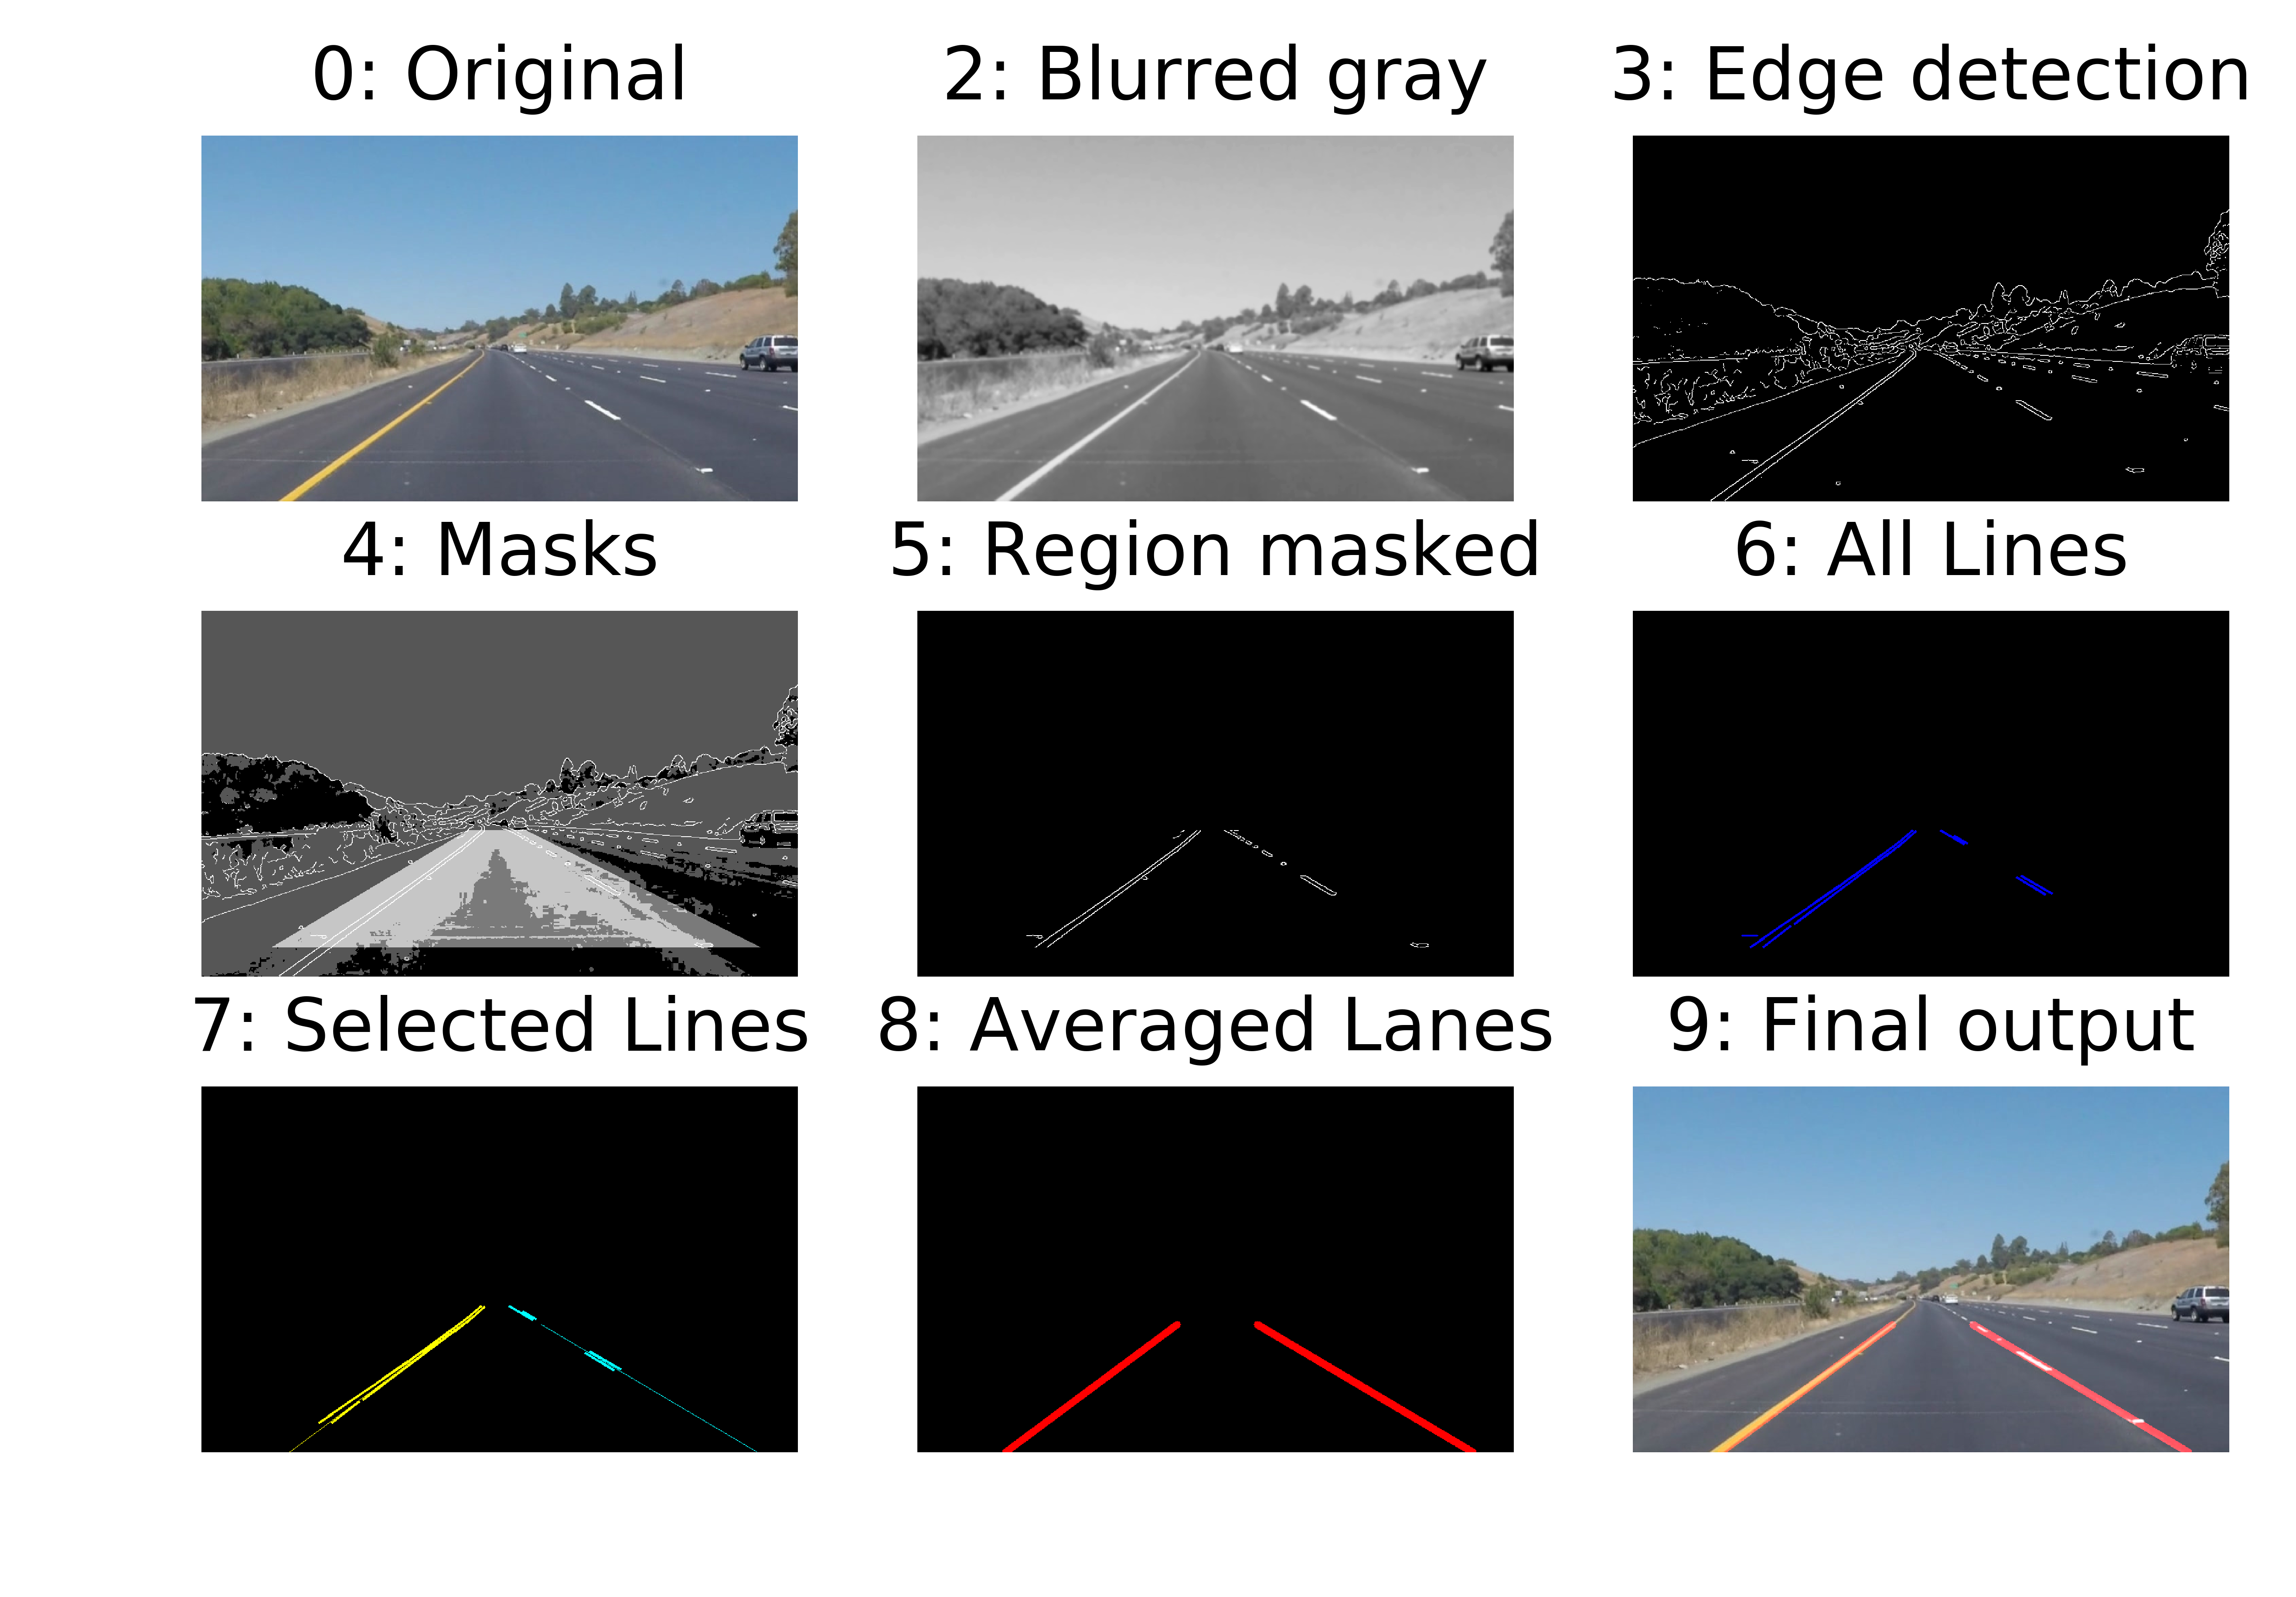 0: Original
2: Blurred gray
3: Edge detection
4: Masks
5: Region masked
6: All Lines
7: Selected Lines
8: Averaged Lanes
9: Final output